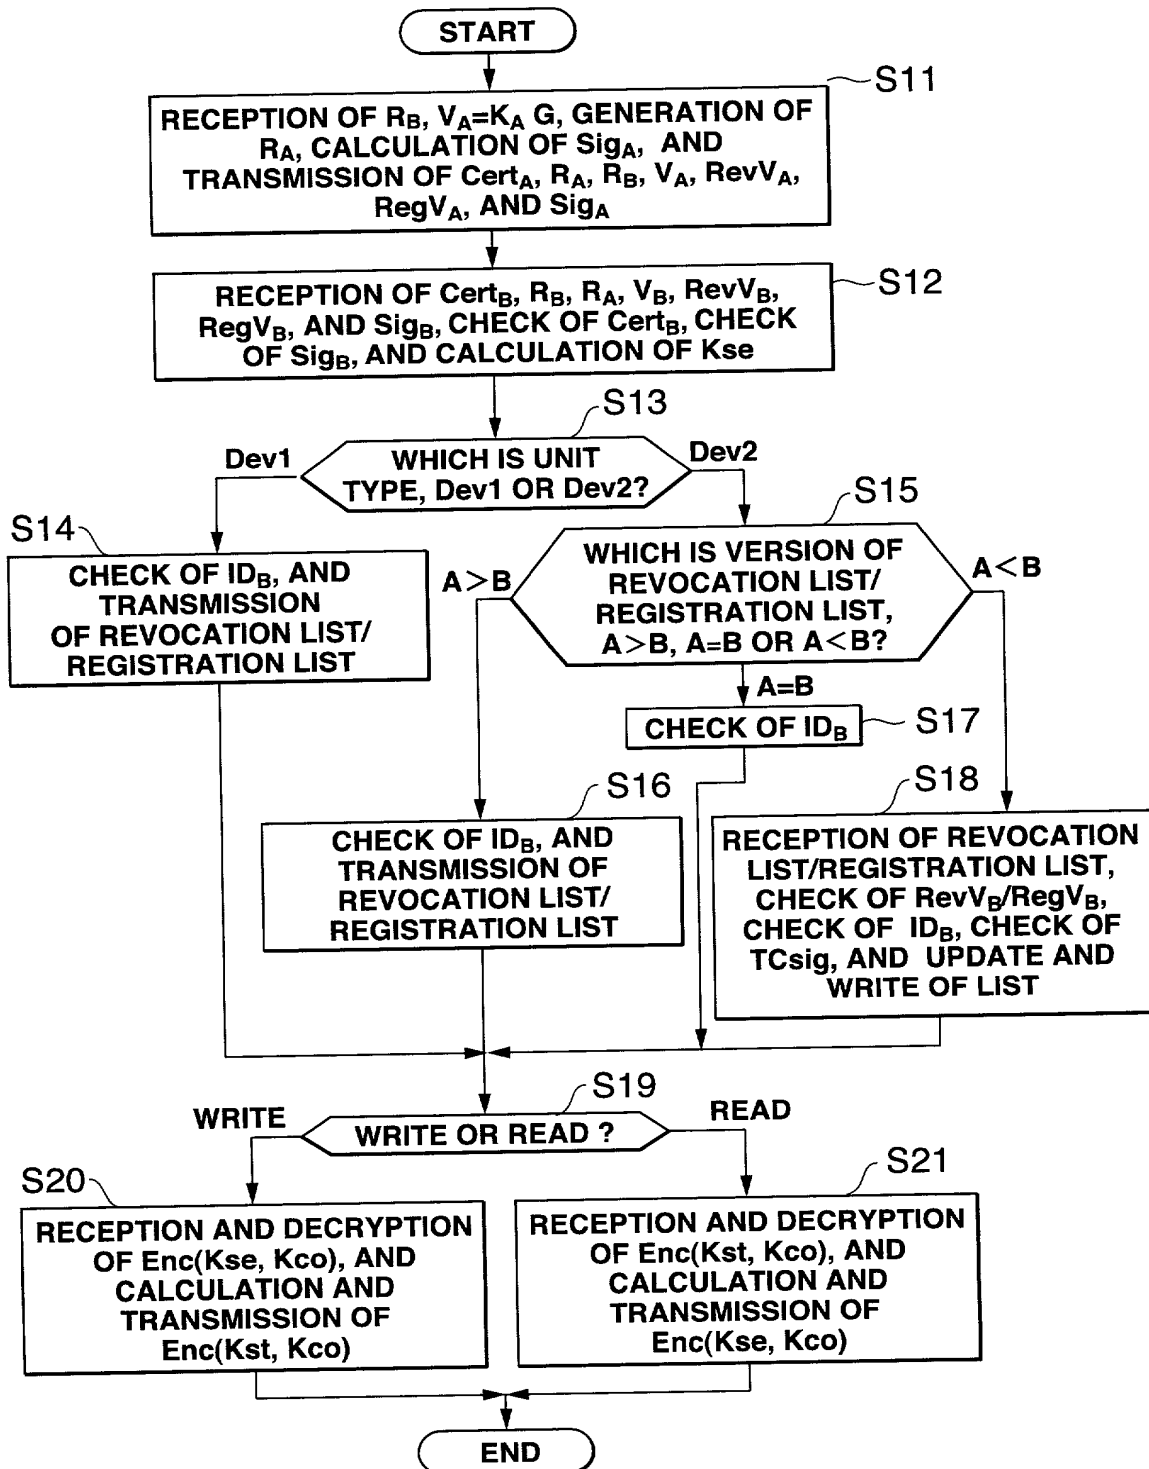 START
S11
RECEPTION OF R_B, V_A=K_A G, GENERATION OF
R_A, CALCULATION OF Sig_A, AND
TRANSMISSION OF Cert_A, R_A, R_B, V_A, RevV_A,
RegV_A, AND Sig_A
S12
RECEPTION OF Cert_B, R_B, R_A, V_B, RevV_B,
RegV_B, AND Sig_B, CHECK OF Cert_B, CHECK
OF Sig_B, AND CALCULATION OF Kse
S13
Dev1
WHICH IS UNIT
TYPE, Dev1 OR Dev2?
Dev2
S14
CHECK OF ID_B, AND
TRANSMISSION
OF REVOCATION LIST/
REGISTRATION LIST
S15
A>B
WHICH IS VERSION OF
REVOCATION LIST/
REGISTRATION LIST,
A>B, A=B OR A<B?
A<B
A=B
CHECK OF ID_B
S17
S16
CHECK OF ID_B, AND
TRANSMISSION OF
REVOCATION LIST/
REGISTRATION LIST
S18
RECEPTION OF REVOCATION
LIST/REGISTRATION LIST,
CHECK OF RevV_B/RegV_B,
CHECK OF ID_B, CHECK OF
TCsig, AND UPDATE AND
WRITE OF LIST
S19
WRITE
WRITE OR READ ?
READ
S20
RECEPTION AND DECRYPTION
OF Enc(Kse, Kco), AND
CALCULATION AND
TRANSMISSION OF
Enc(Kst, Kco)
S21
RECEPTION AND DECRYPTION
OF Enc(Kst, Kco), AND
CALCULATION AND
TRANSMISSION OF
Enc(Kse, Kco)
END